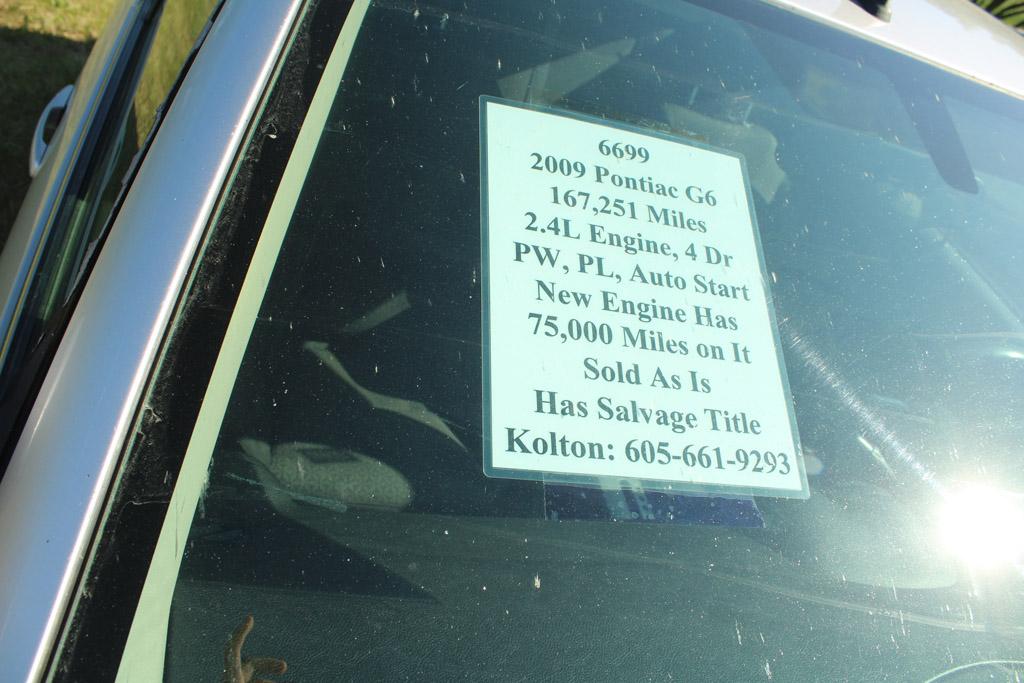 6699
2009 Pontiac G6
167,251 Miles
2.4L Engine, 4 Dr
PW, PL, Auto Start
New Engine Has
75,000 Miles on It
Sold As Is
Has Salvage Title
Kolton: 605-661-9293